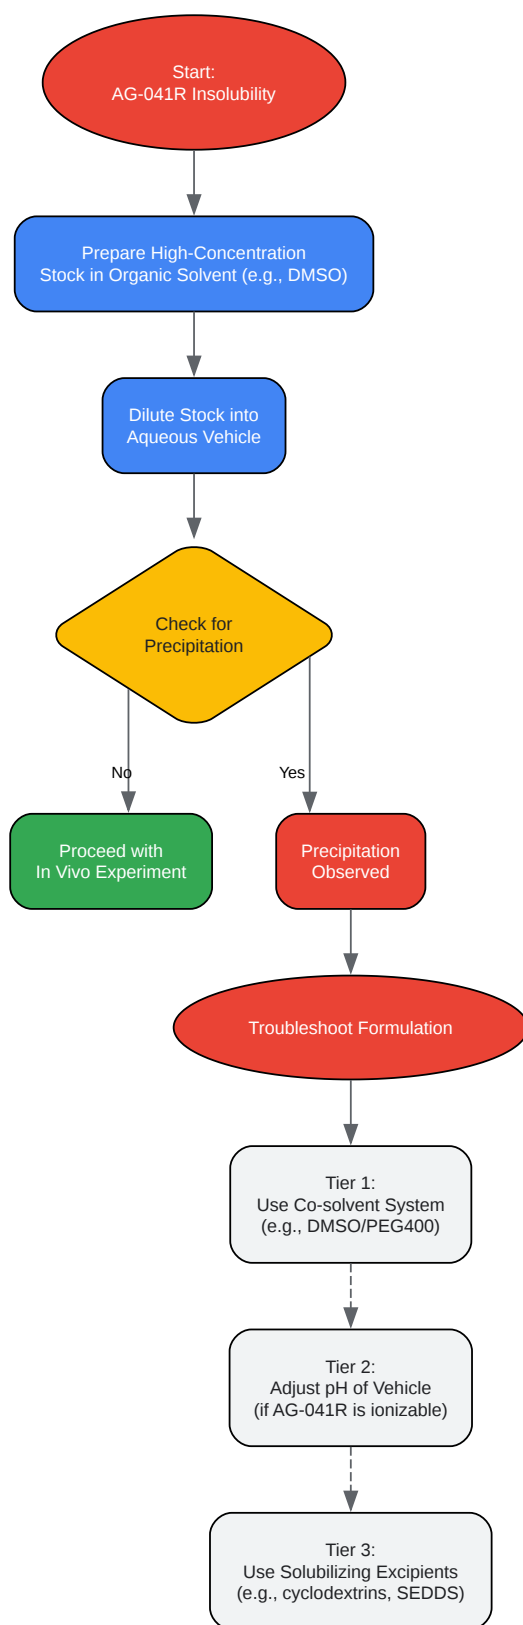 Start:
AG-041R Insolubility
Prepare High-Concentration
Stock in Organic Solvent (e.g., DMSO)
Dilute Stock into
Aqueous Vehicle
Check for
Precipitation
No
Yes
Proceed with
In Vivo Experiment
Precipitation
Observed
Troubleshoot Formulation
Tier 1:
Use Co-solvent System
(e.g., DMSO/PEG400)
Tier 2:
Adjust pH of Vehicle
(if AG-041R is ionizable)
Tier 3:
Use Solubilizing Excipients
(e.g., cyclodextrins, SEDDS)